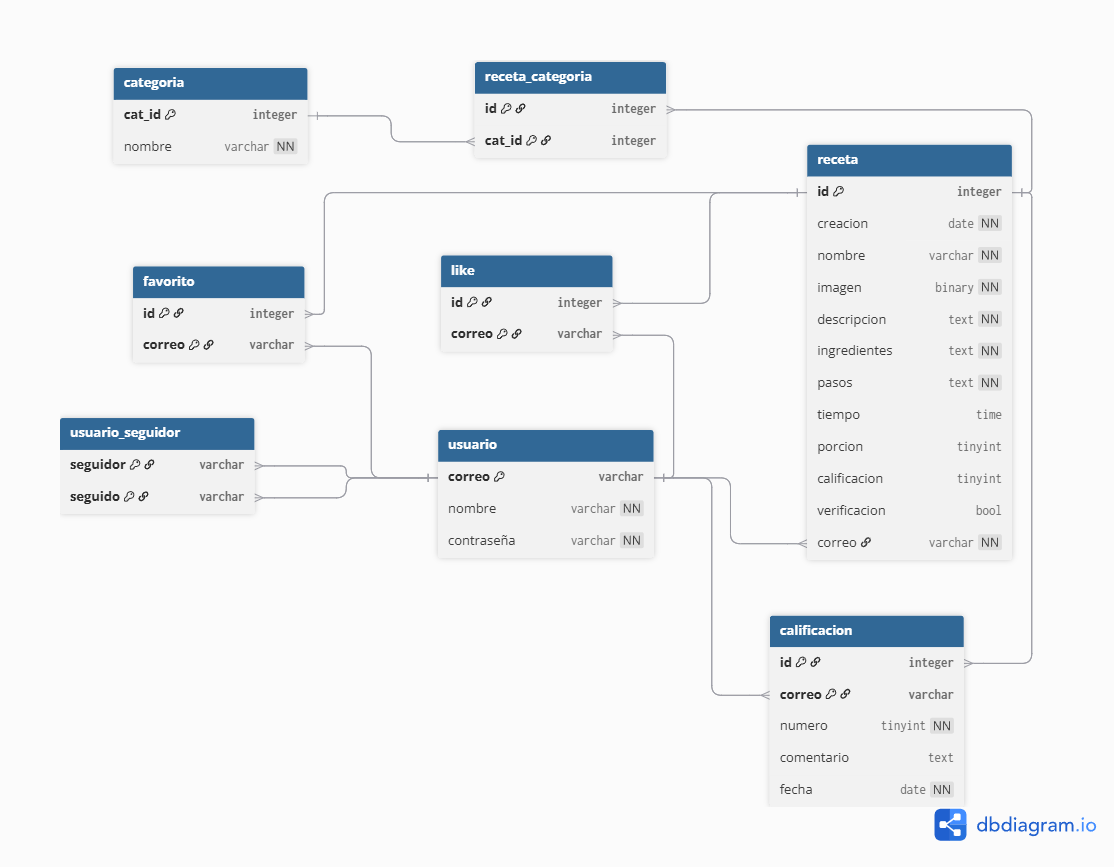 categoria
cat_id integer
nombre varchar NN
receta_categoria
id integer
cat_id integer
receta
id integer
creacion date NN
nombre varchar NN
imagen binary NN
descripcion text NN
ingredientes text NN
pasos text NN
tiempo time
porcion tinyint
calificacion tinyint
verificacion bool
correo varchar NN
favorito
id integer
correo varchar
like
id integer
correo varchar
usuario_seguidor
seguidor varchar
seguido varchar
usuario
correo varchar
nombre varchar NN
contraseña varchar NN
calificacion
id integer
correo varchar
numero tinyint NN
comentario text
fecha date NN
dbdiagram.io